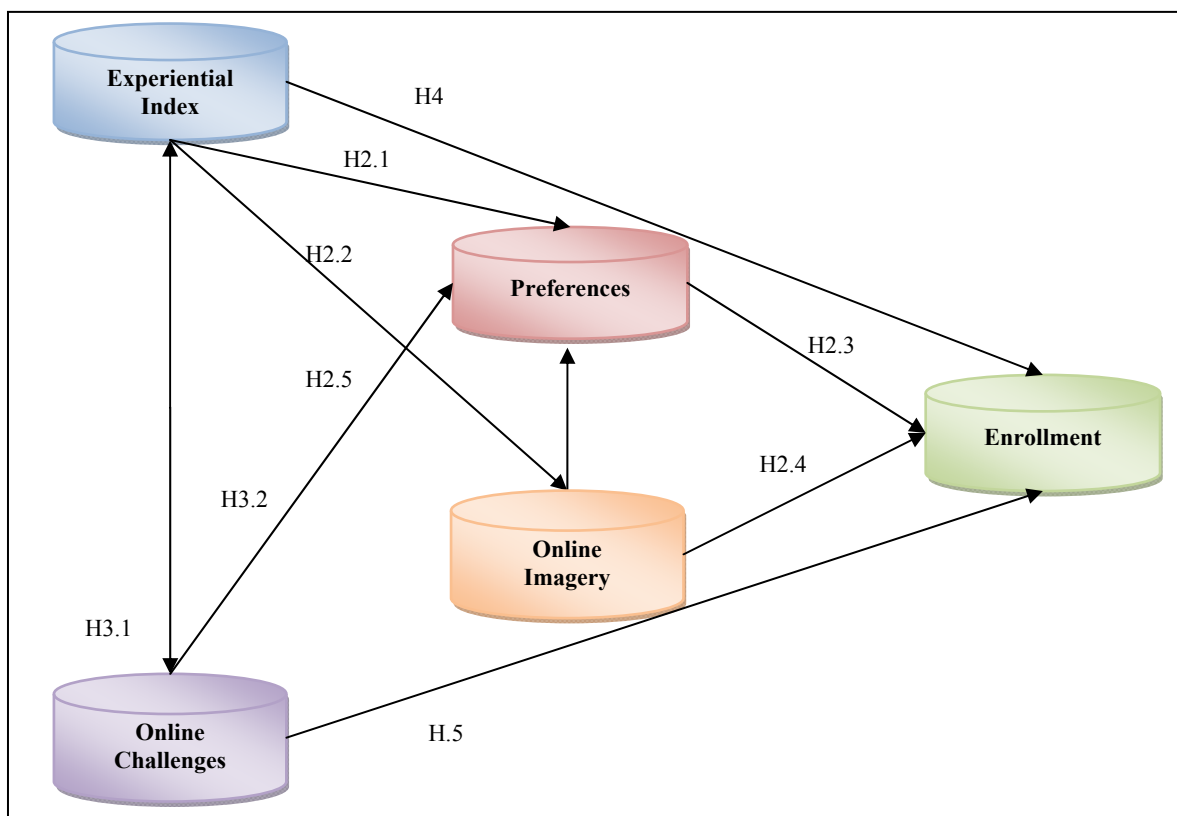 Experiential
Index
H4
H2.1
H2.2
Preferences
H2.3
H2.5
Enrollment
H2.4
H3.2
Online
Imagery
H3.1
Online
Challenges
H.5